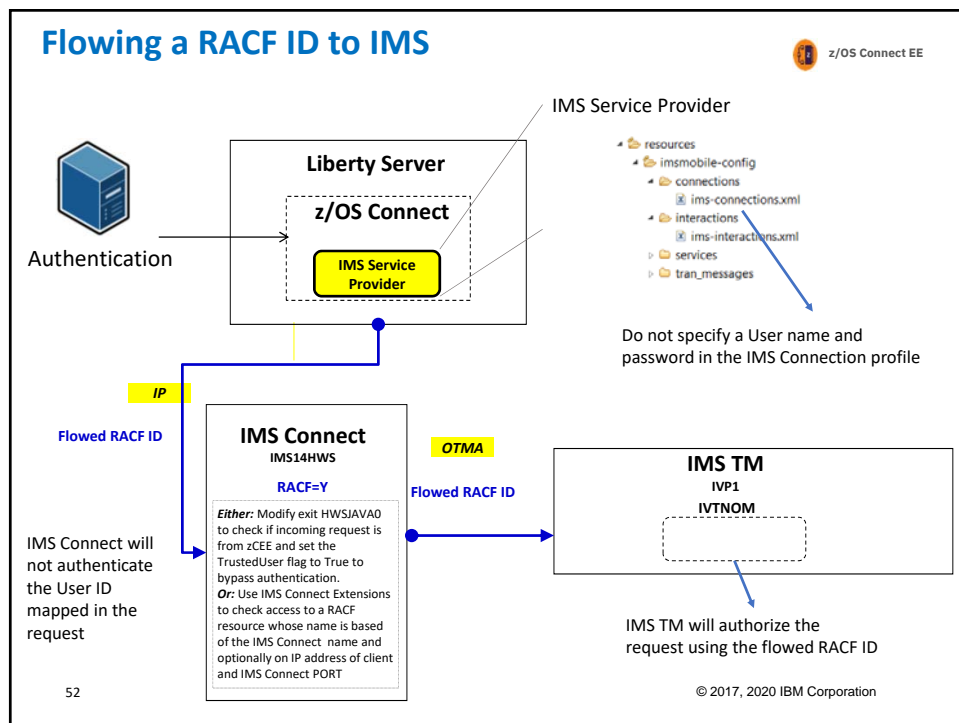 Flowing a RACF ID to IMS
z/OS Connect EE
IMS Service Provider
Liberty Server
z/OS Connect
IMS Service
Provider
Authentication
resources
imsmobile-config
connections
ims-connections.xml
interactions
ims-interactions.xml
services
tran_messages
Do not specify a User name and
password in the IMS Connection profile
IP
Flowed RACF ID
IMS Connect
IMS14HWS
RACF=Y
Either: Modify exit HWSJAVA0
to check if incoming request is
from zCEE and set the
TrustedUser flag to True to
bypass authentication.
Or: Use IMS Connect Extensions
to check access to a RACF
resource whose name is based
of the IMS Connect name and
optionally on IP address of client
and IMS Connect PORT
OTMA
Flowed RACF ID
IMS TM
IVP1
IVTNOM
IMS Connect will
not authenticate
the User ID
mapped in the
request
IMS TM will authorize the
request using the flowed RACF ID
52
© 2017, 2020 IBM Corporation